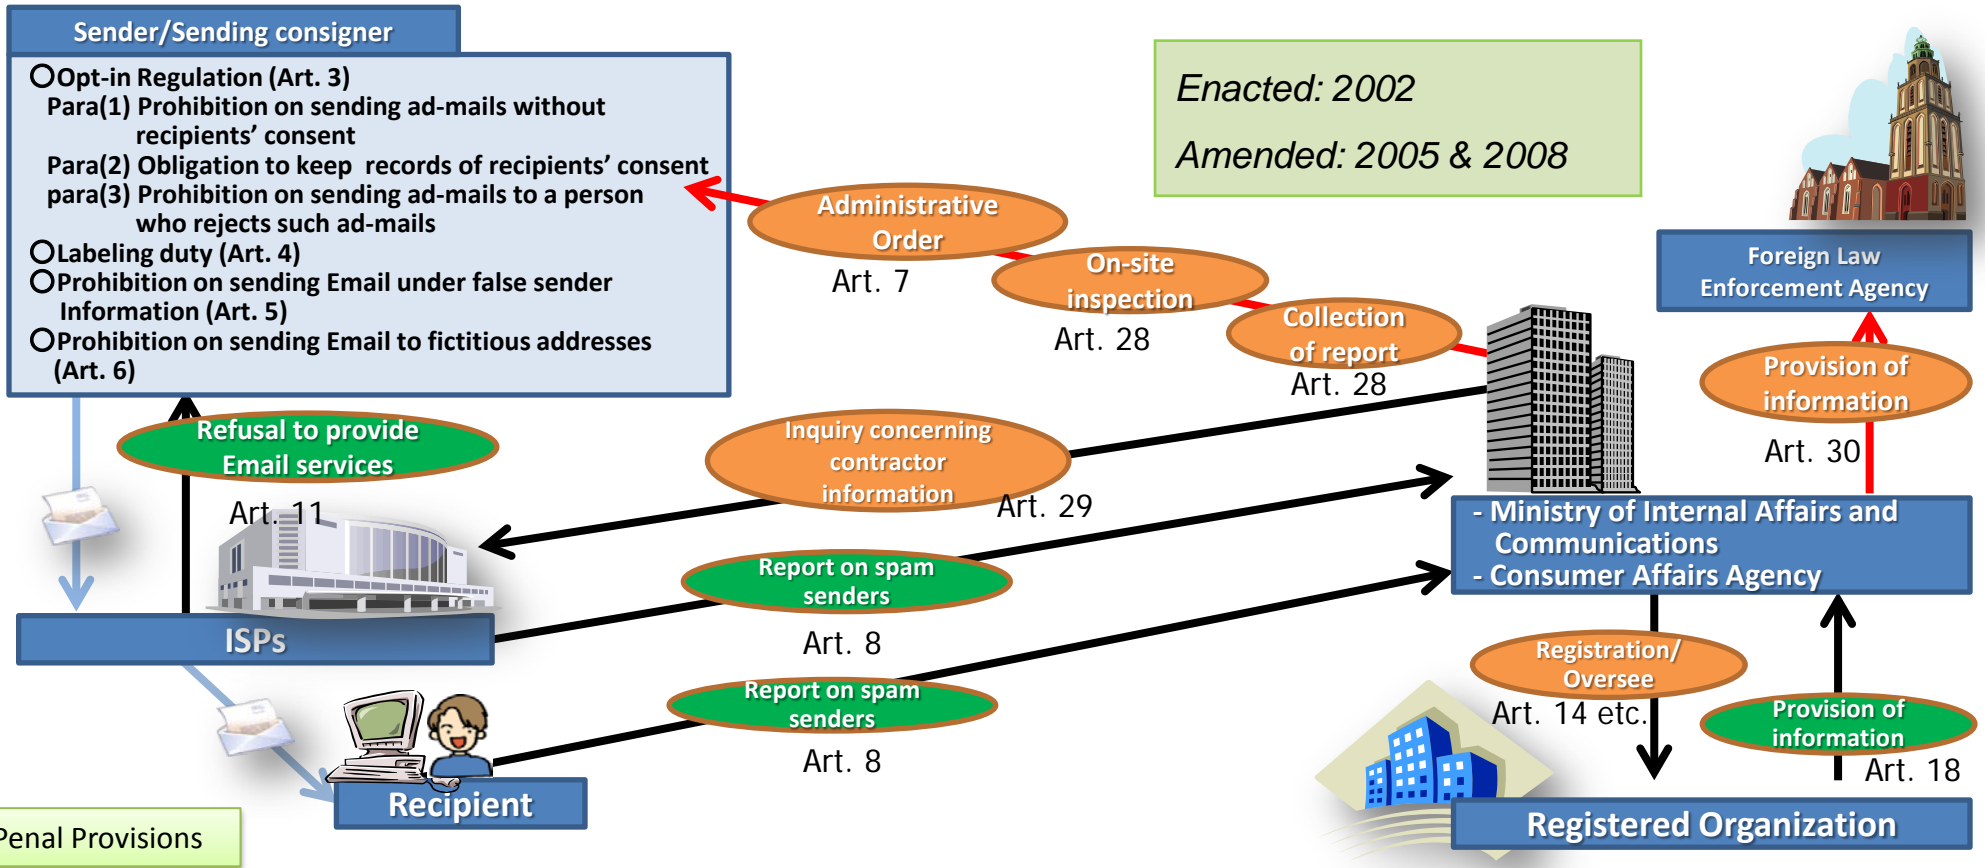 Sender/Sending consigner
○Opt-in Regulation (Art. 3)
Para(1) Prohibition on sending ad-mails without
recipients’ consent
Para(2) Obligation to keep records of recipients’ consent
para(3) Prohibition on sending ad-mails to a person
who rejects such ad-mails
○Labeling duty (Art. 4)
○Prohibition on sending Email under false sender
Information (Art. 5)
○Prohibition on sending Email to fictitious addresses
(Art. 6)
Enacted: 2002
Amended: 2005 & 2008
Administrative
Order
Art. 7
On-site
inspection
Art. 28
Collection
of report
Art. 28
Foreign Law
Enforcement Agency
Provision of
information
Art. 30
Refusal to provide
Email services
Art. 11
Inquiry concerning
contractor
information
Art. 29
- Ministry of Internal Affairs and
Communications
- Consumer Affairs Agency
ISPs
Report on spam
senders
Art. 8
Report on spam
senders
Art. 8
Registration/
Oversee
Art. 14 etc.
Provision of
information
Art. 18
Recipient
Registered Organization
Penal Provisions